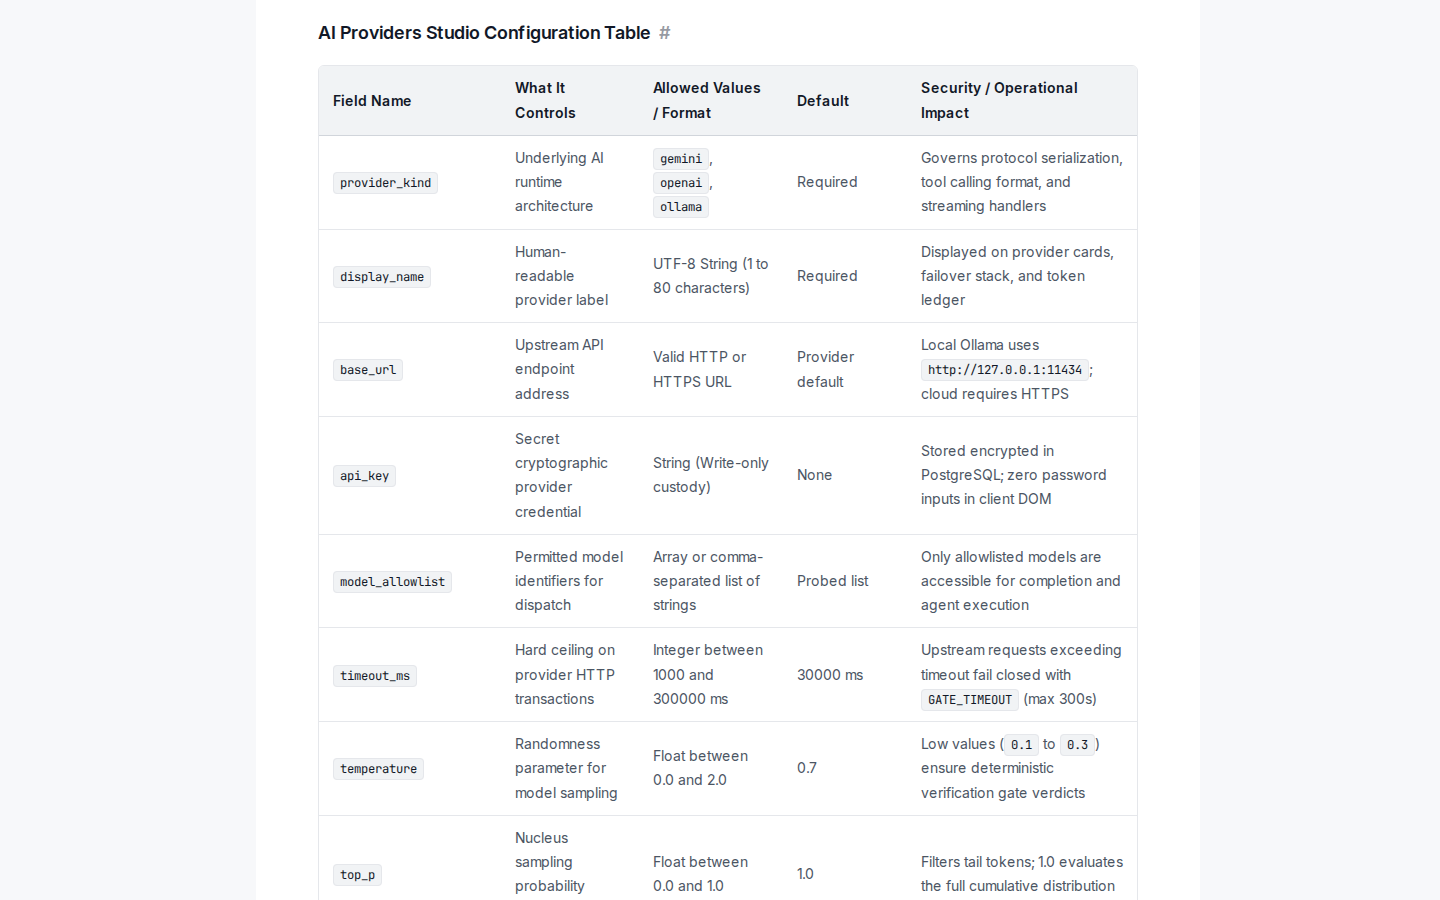 AI Providers Studio Configuration Table #
Field Name
What It
Controls
Allowed Values
/ Format
Default
Security / Operational
Impact
provider_kind
Underlying AI
runtime
architecture
gemini,
openai,
ollama
Required
Governs protocol serialization,
tool calling format, and
streaming handlers
display_name
Human-
readable
provider label
UTF-8 String (1 to
80 characters)
Required
Displayed on provider cards,
failover stack, and token
ledger
base_url
Upstream API
endpoint
address
Valid HTTP or
HTTPS URL
Provider
default
Local Ollama uses
http://127.0.0.1:11434;
cloud requires HTTPS
api_key
Secret
cryptographic
provider
credential
String (Write-only
custody)
None
Stored encrypted in
PostgreSQL; zero password
inputs in client DOM
model_allowlist
Permitted model
identifiers for
dispatch
Array or comma-
separated list of
strings
Probed list
Only allowlisted models are
accessible for completion and
agent execution
timeout_ms
Hard ceiling on
provider HTTP
transactions
Integer between
1000 and
300000 ms
30000 ms
Upstream requests exceeding
timeout fail closed with
GATE_TIMEOUT (max 300s)
temperature
Randomness
parameter for
model sampling
Float between
0.0 and 2.0
0.7
Low values (0.1 to 0.3)
ensure deterministic
verification gate verdicts
top_p
Nucleus
sampling
probability
Float between
0.0 and 1.0
1.0
Filters tail tokens; 1.0 evaluates
the full cumulative distribution